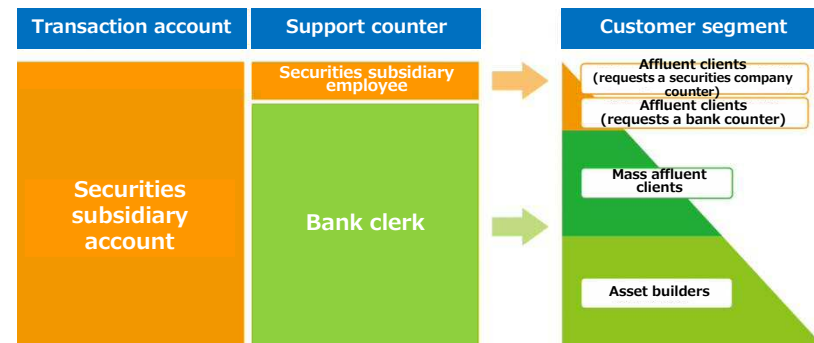 Transaction account
Support counter
Customer segment
Securities subsidiary
employee
Affluent clients
(requests a securities company
counter)
Affluent clients
(requests a bank counter)
Securities
subsidiary
account
Bank clerk
Mass affluent
clients
Asset builders